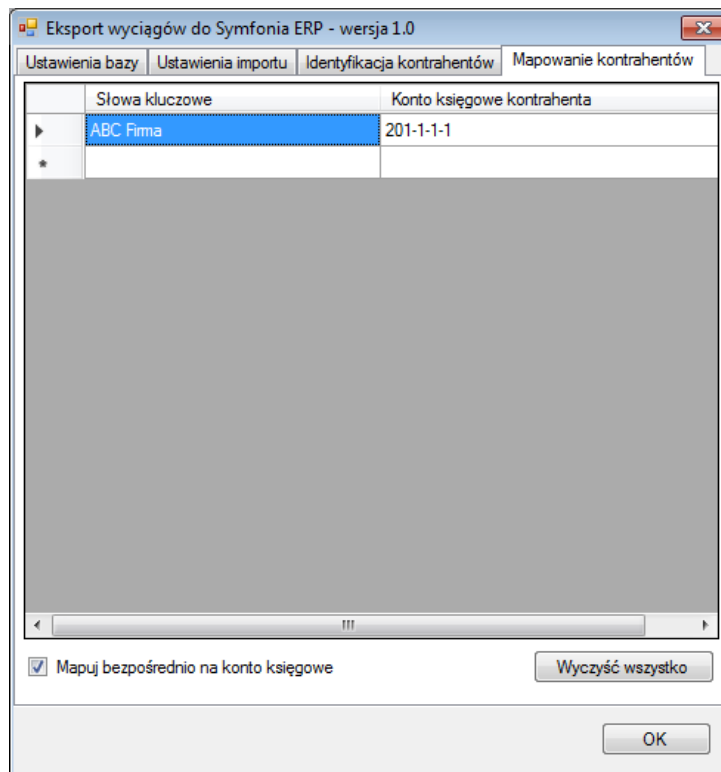 Eksport wyciągów do Symfonia ERP - wersja 1.0
Ustawienia bazy Ustawienia importu Identyfikacja kontrahentów Mapowanie kontrahentów
Słowa kluczowe Konto księgowe kontrahenta
ABC Firma 201-1-1-1
Mapuj bezpośrednio na konto księgowe Wyczyść wszystko
OK